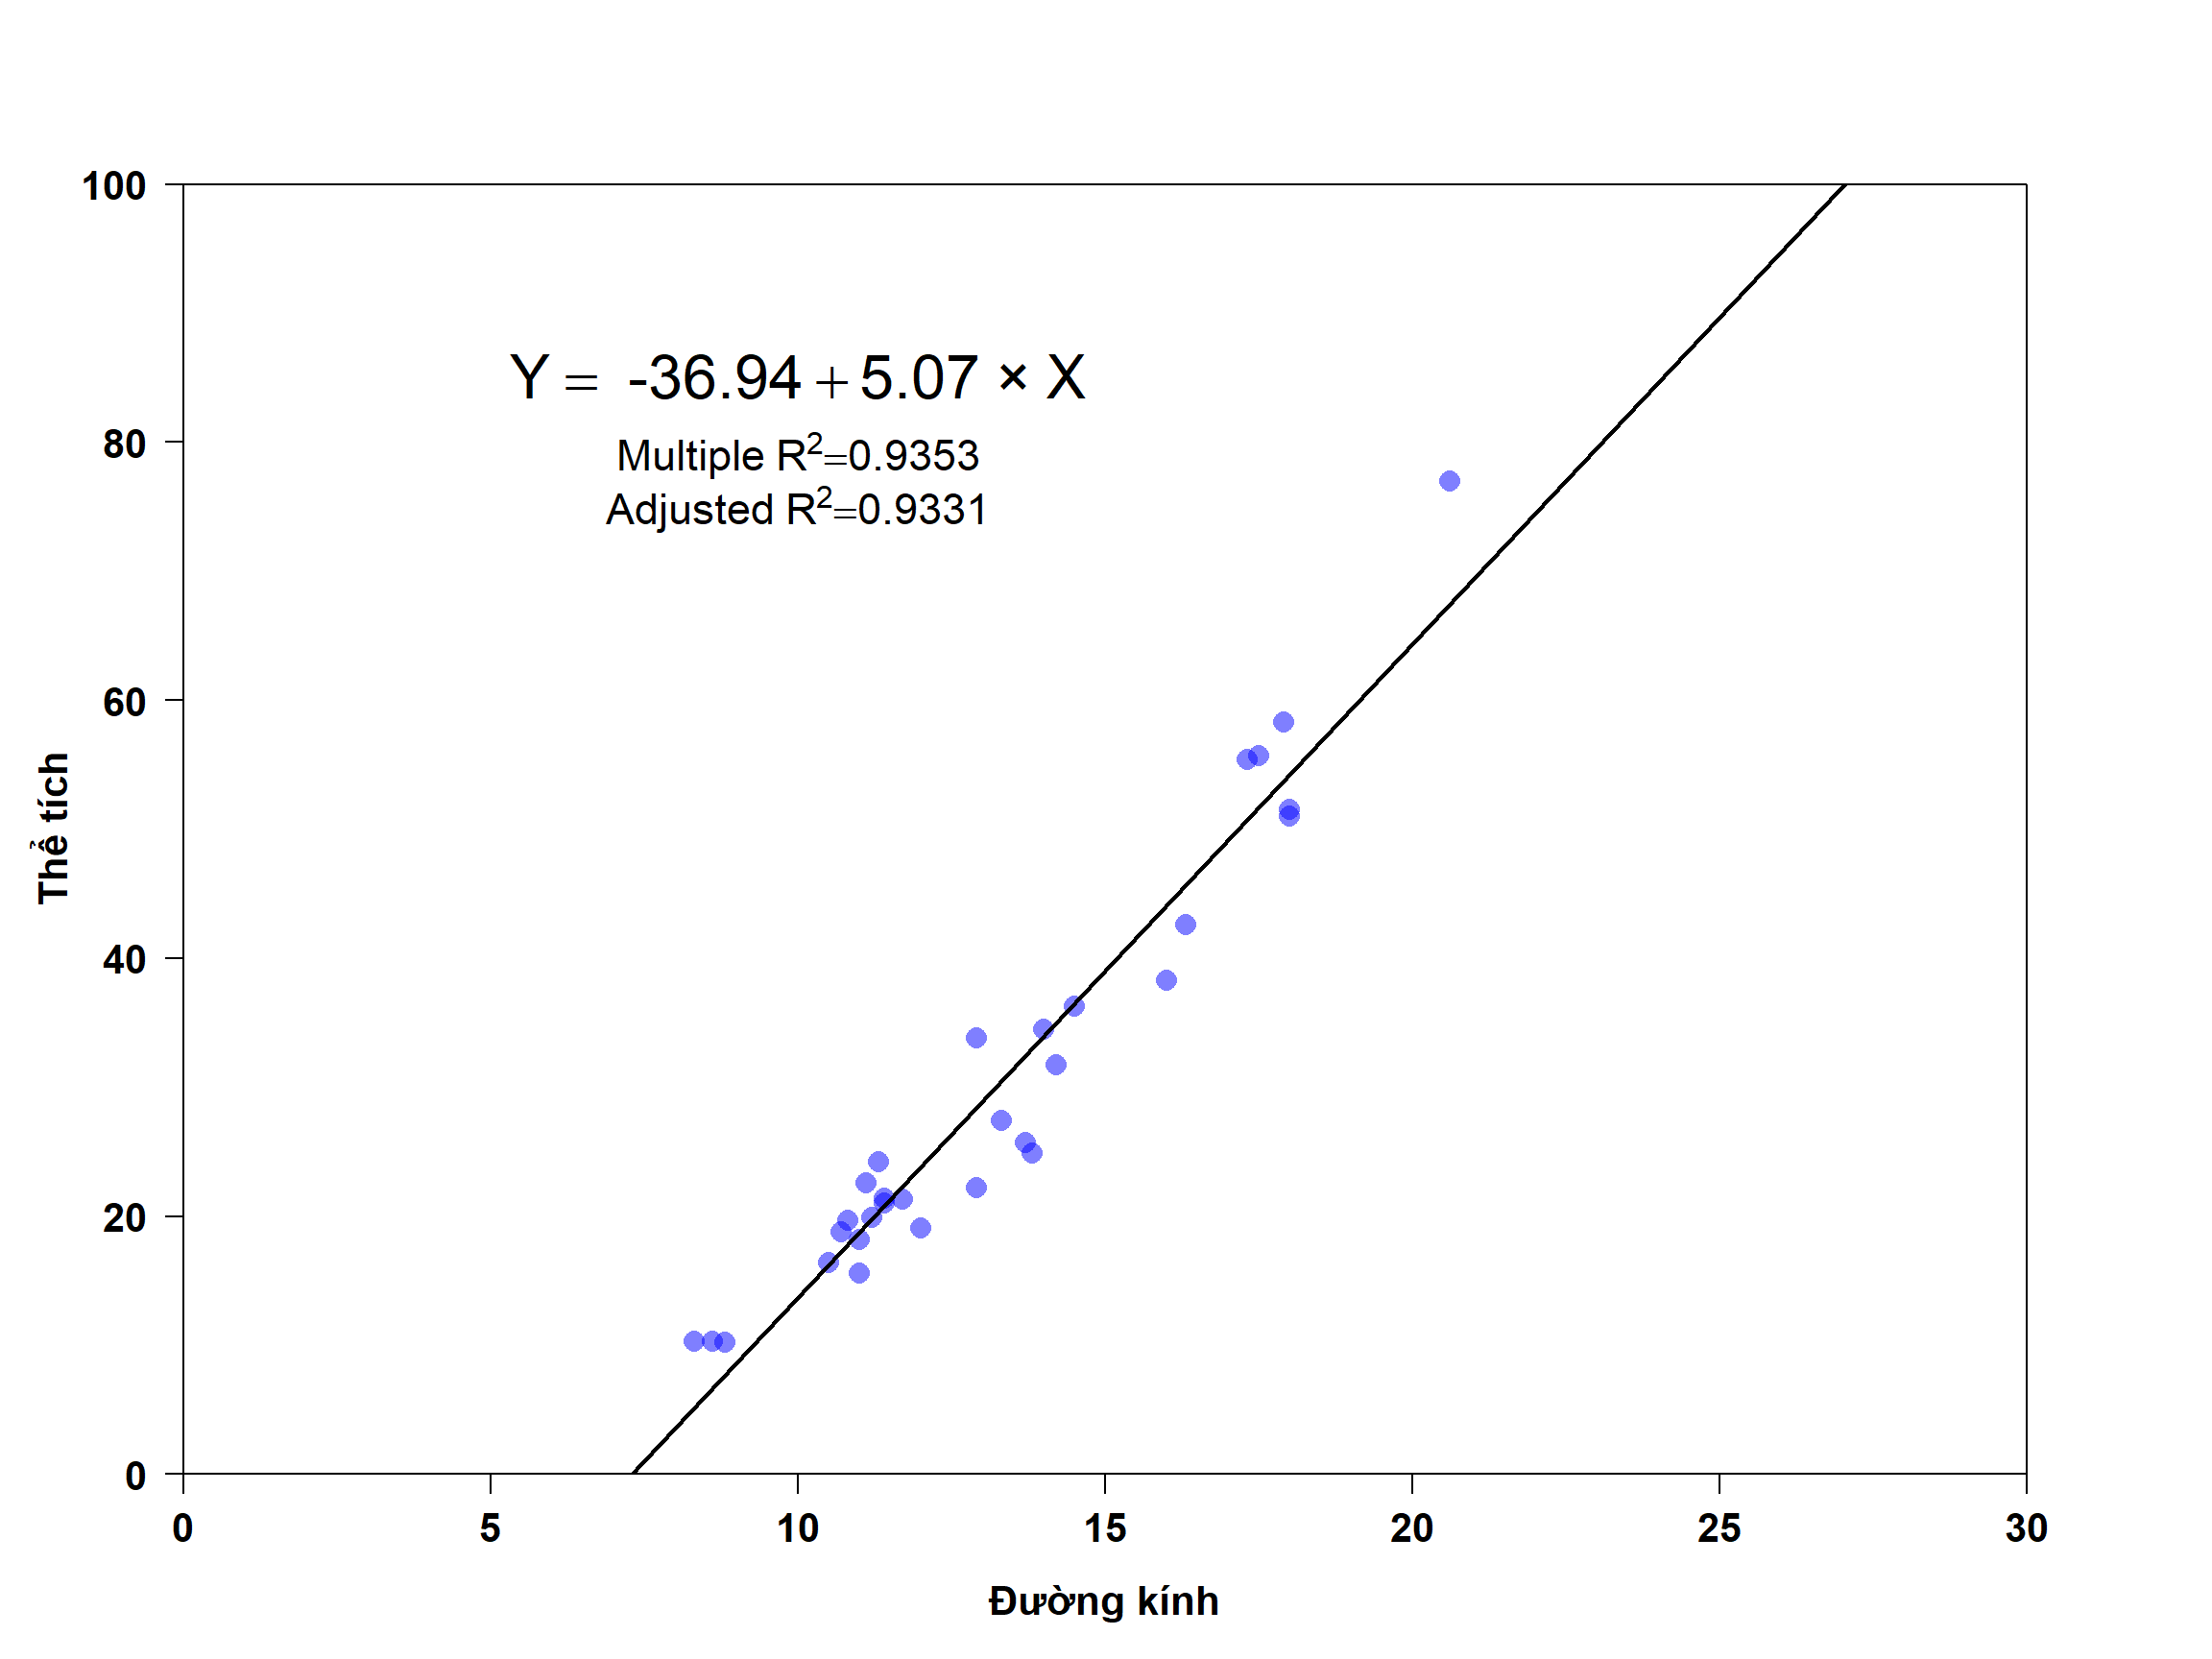 Y = -36.94 + 5.07 × X
Multiple R²=0.9353
Adjusted R²=0.9331
100
80
60
40
20
0
Thể tích
0 5 10 15 20 25 30
Đường kính